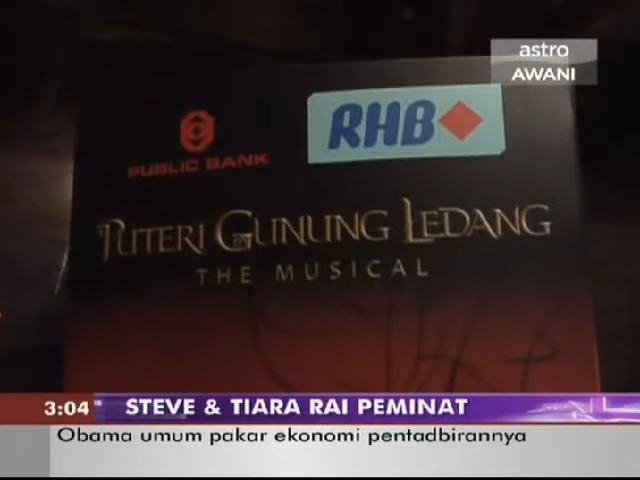 astro
AWANI
RHB
PUBLIC BANK
PUTERI GUNUNG LEDANG
THE MUSICAL
3:04 STEVE & TIARA RAI PEMINAT
Obama umum pakar ekonomi pentadbirannya